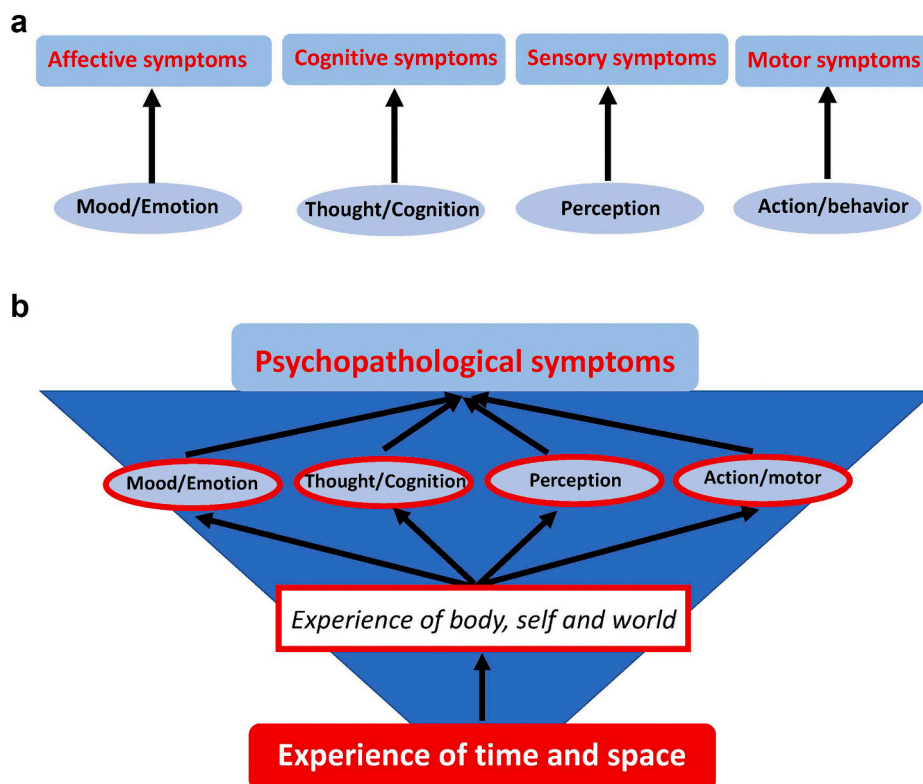 a
Affective symptoms
Cognitive symptoms
Sensory symptoms
Motor symptoms
Mood/Emotion
Thought/Cognition
Perception
Action/behavior
b
Psychopathological symptoms
Mood/Emotion
Thought/Cognition
Perception
Action/motor
Experience of body, self and world
Experience of time and space